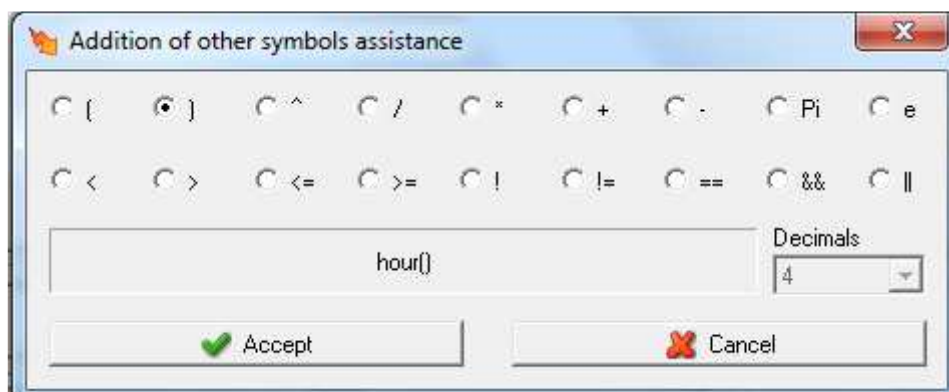 Addition of other symbols assistance
( ) ^ / * + - Pi e
< > <= >= ! != == && ||
Decimals
hour()
4
Accept Cancel